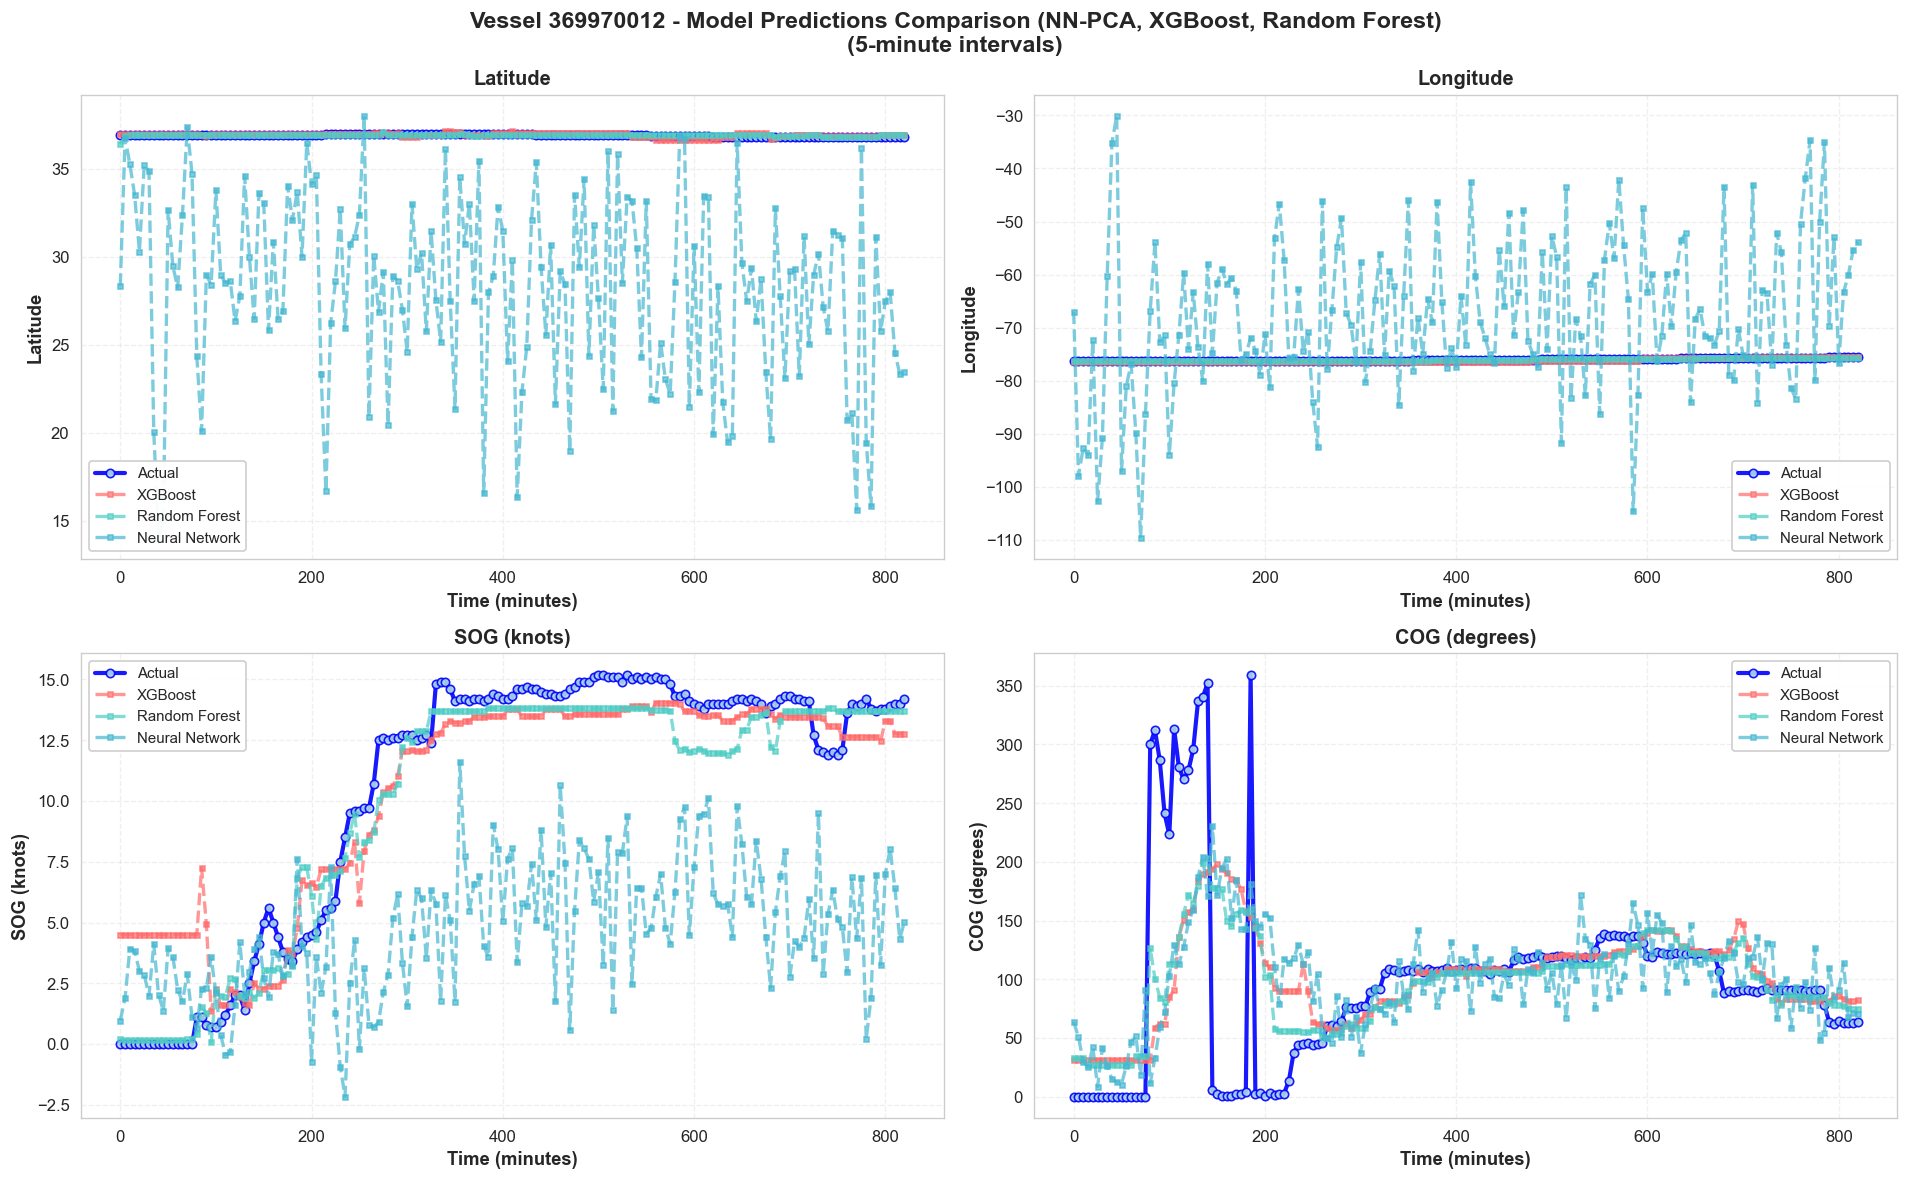 Vessel 369970012 - Model Predictions Comparison (NN-PCA, XGBoost, Random Forest)
(5-minute intervals)
Latitude
Latitude
35
30
25
20
15
Actual
XGBoost
Random Forest
Neural Network
0
200
400
600
800
Time (minutes)
Longitude
Longitude
−30
−40
−50
−60
−70
−80
−90
−100
−110
Actual
XGBoost
Random Forest
Neural Network
0
200
400
600
800
Time (minutes)
SOG (knots)
SOG (knots)
15.0
12.5
10.0
7.5
5.0
2.5
0.0
−2.5
Actual
XGBoost
Random Forest
Neural Network
0
200
400
600
800
Time (minutes)
COG (degrees)
COG (degrees)
350
300
250
200
150
100
50
0
Actual
XGBoost
Random Forest
Neural Network
0
200
400
600
800
Time (minutes)